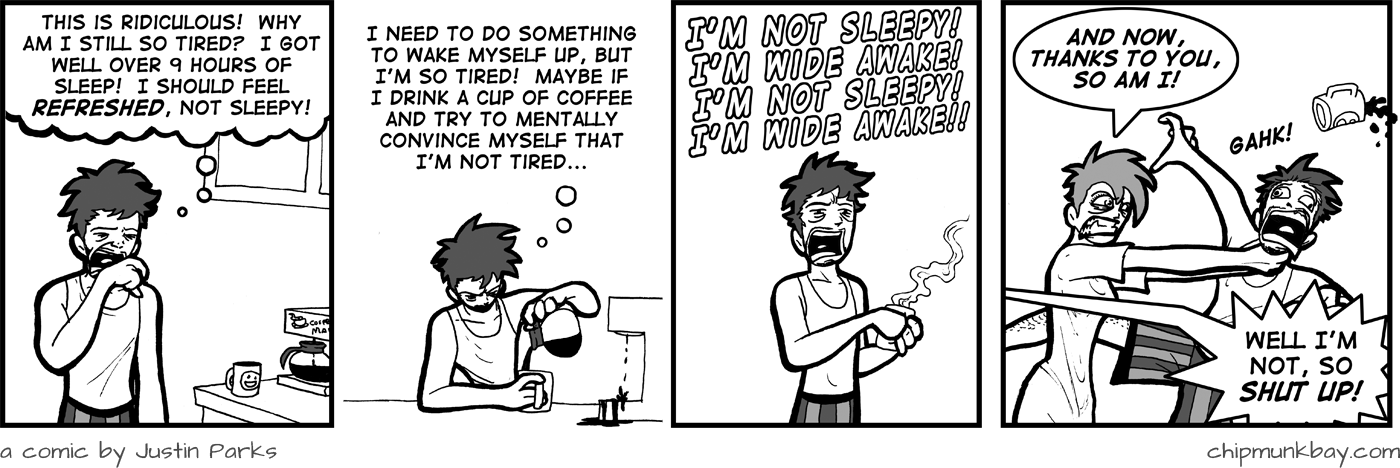 THIS IS RIDICULOUS! WHY
AM I STILL SO TIRED? I GOT
WELL OVER 9 HOURS OF
SLEEP! I SHOULD FEEL
REFRESHED, NOT SLEEPY!
I NEED TO DO SOMETHING
TO WAKE MYSELF UP, BUT
I'M SO TIRED! MAYBE IF
I DRINK A CUP OF COFFEE
AND TRY TO MENTALLY
CONVINCE MYSELF THAT
I'M NOT TIRED...
I'M NOT SLEEPY!
I'M WIDE AWAKE!
I'M NOT SLEEPY!
I'M WIDE AWAKE!!
AND NOW,
THANKS TO YOU,
SO AM I!
GAHK!
WELL I'M
NOT, SO
SHUT UP!
a comic by Justin Parks
chipmunkbay.com